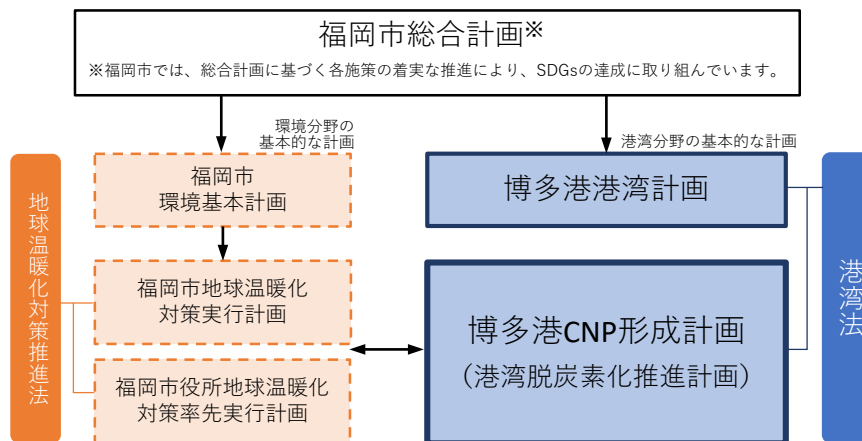 福岡市総合計画※
※福岡市では、総合計画に基づく各施策の着実な推進により、SDGsの達成に取り組んでいます。
環境分野の
基本的な計画
港湾分野の基本的な計画
地球温暖化対策推進法
福岡市
環境基本計画
博多港港湾計画
港湾法
福岡市地球温暖化
対策実行計画
博多港CNP形成計画
（港湾脱炭素化推進計画）
福岡市役所地球温暖化
対策率先実行計画